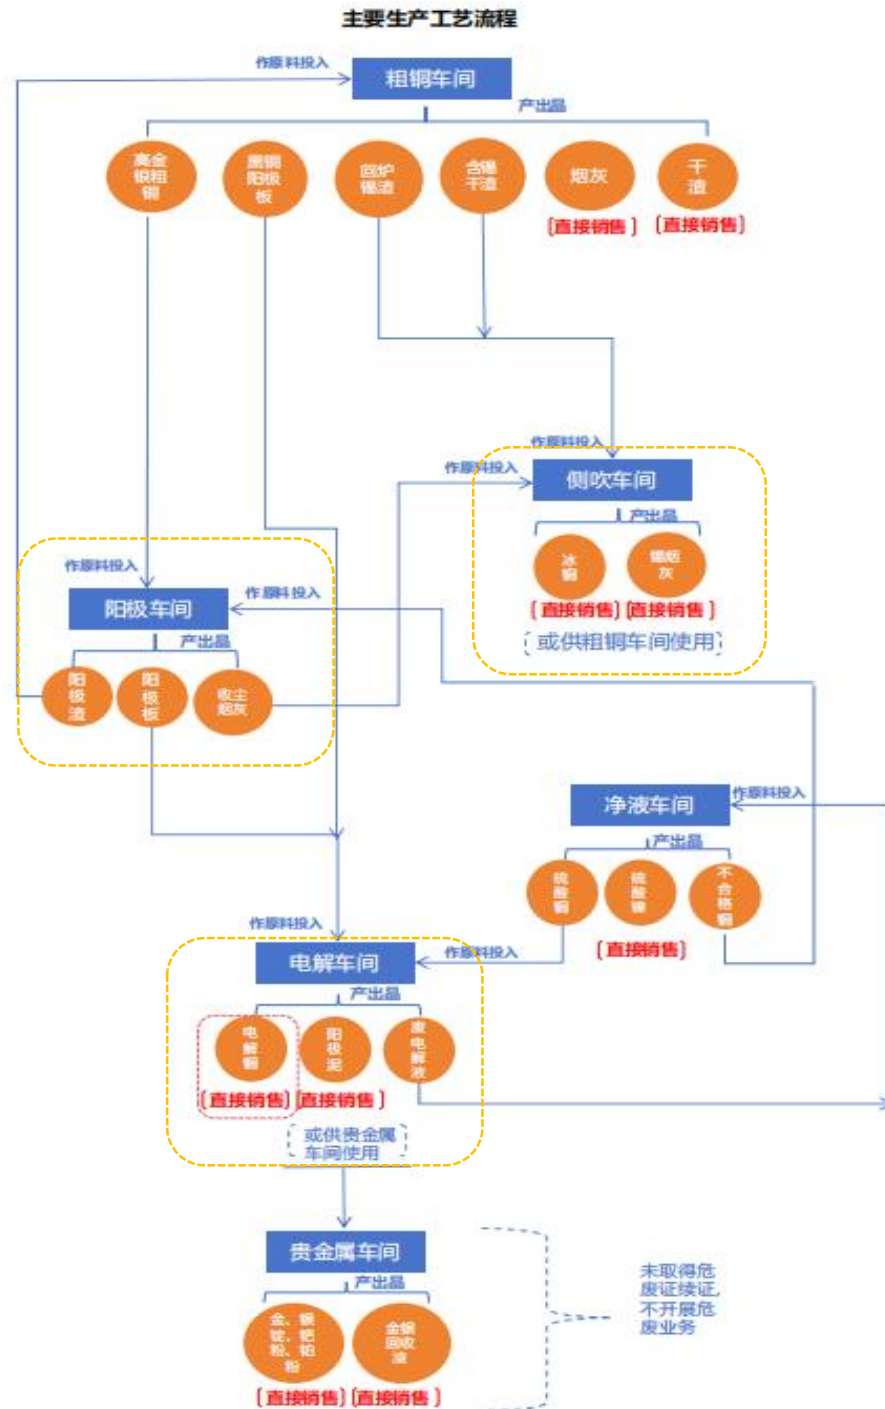 主要生产工艺流程
作原料投入
粗铜车间
产出品
高金
银粗
铜
黑铜
阳极
板
回炉
锡渣
含锡
干渣
烟灰
干
渣
(直接销售)
(直接销售)
作原料投入
作原料投入
侧吹车间
产出品
冰
铜
锡烟
灰
(直接销售)
(直接销售)
(或供粗铜车间使用)
作原料投入
作原料投入
阳极车间
产出品
阳
极
渣
阳
极
板
收尘
烟灰
净液车间
作原料投入
产出品
硫
酸
铜
硫
酸
镍
不
合
格
铜
(直接销售)
作原料投入
作原料投入
电解车间
产出品
电
解
铜
阳
极
泥
废
电
解
液
(直接销售)
(直接销售)
(或供贵金属
车间使用)
贵金属车间
产出品
金、银
锭、钯
粉、铂
粉
金银
回收
渣
(直接销售)
(直接销售)
未取得危
废证续证,
不开展危
废业务